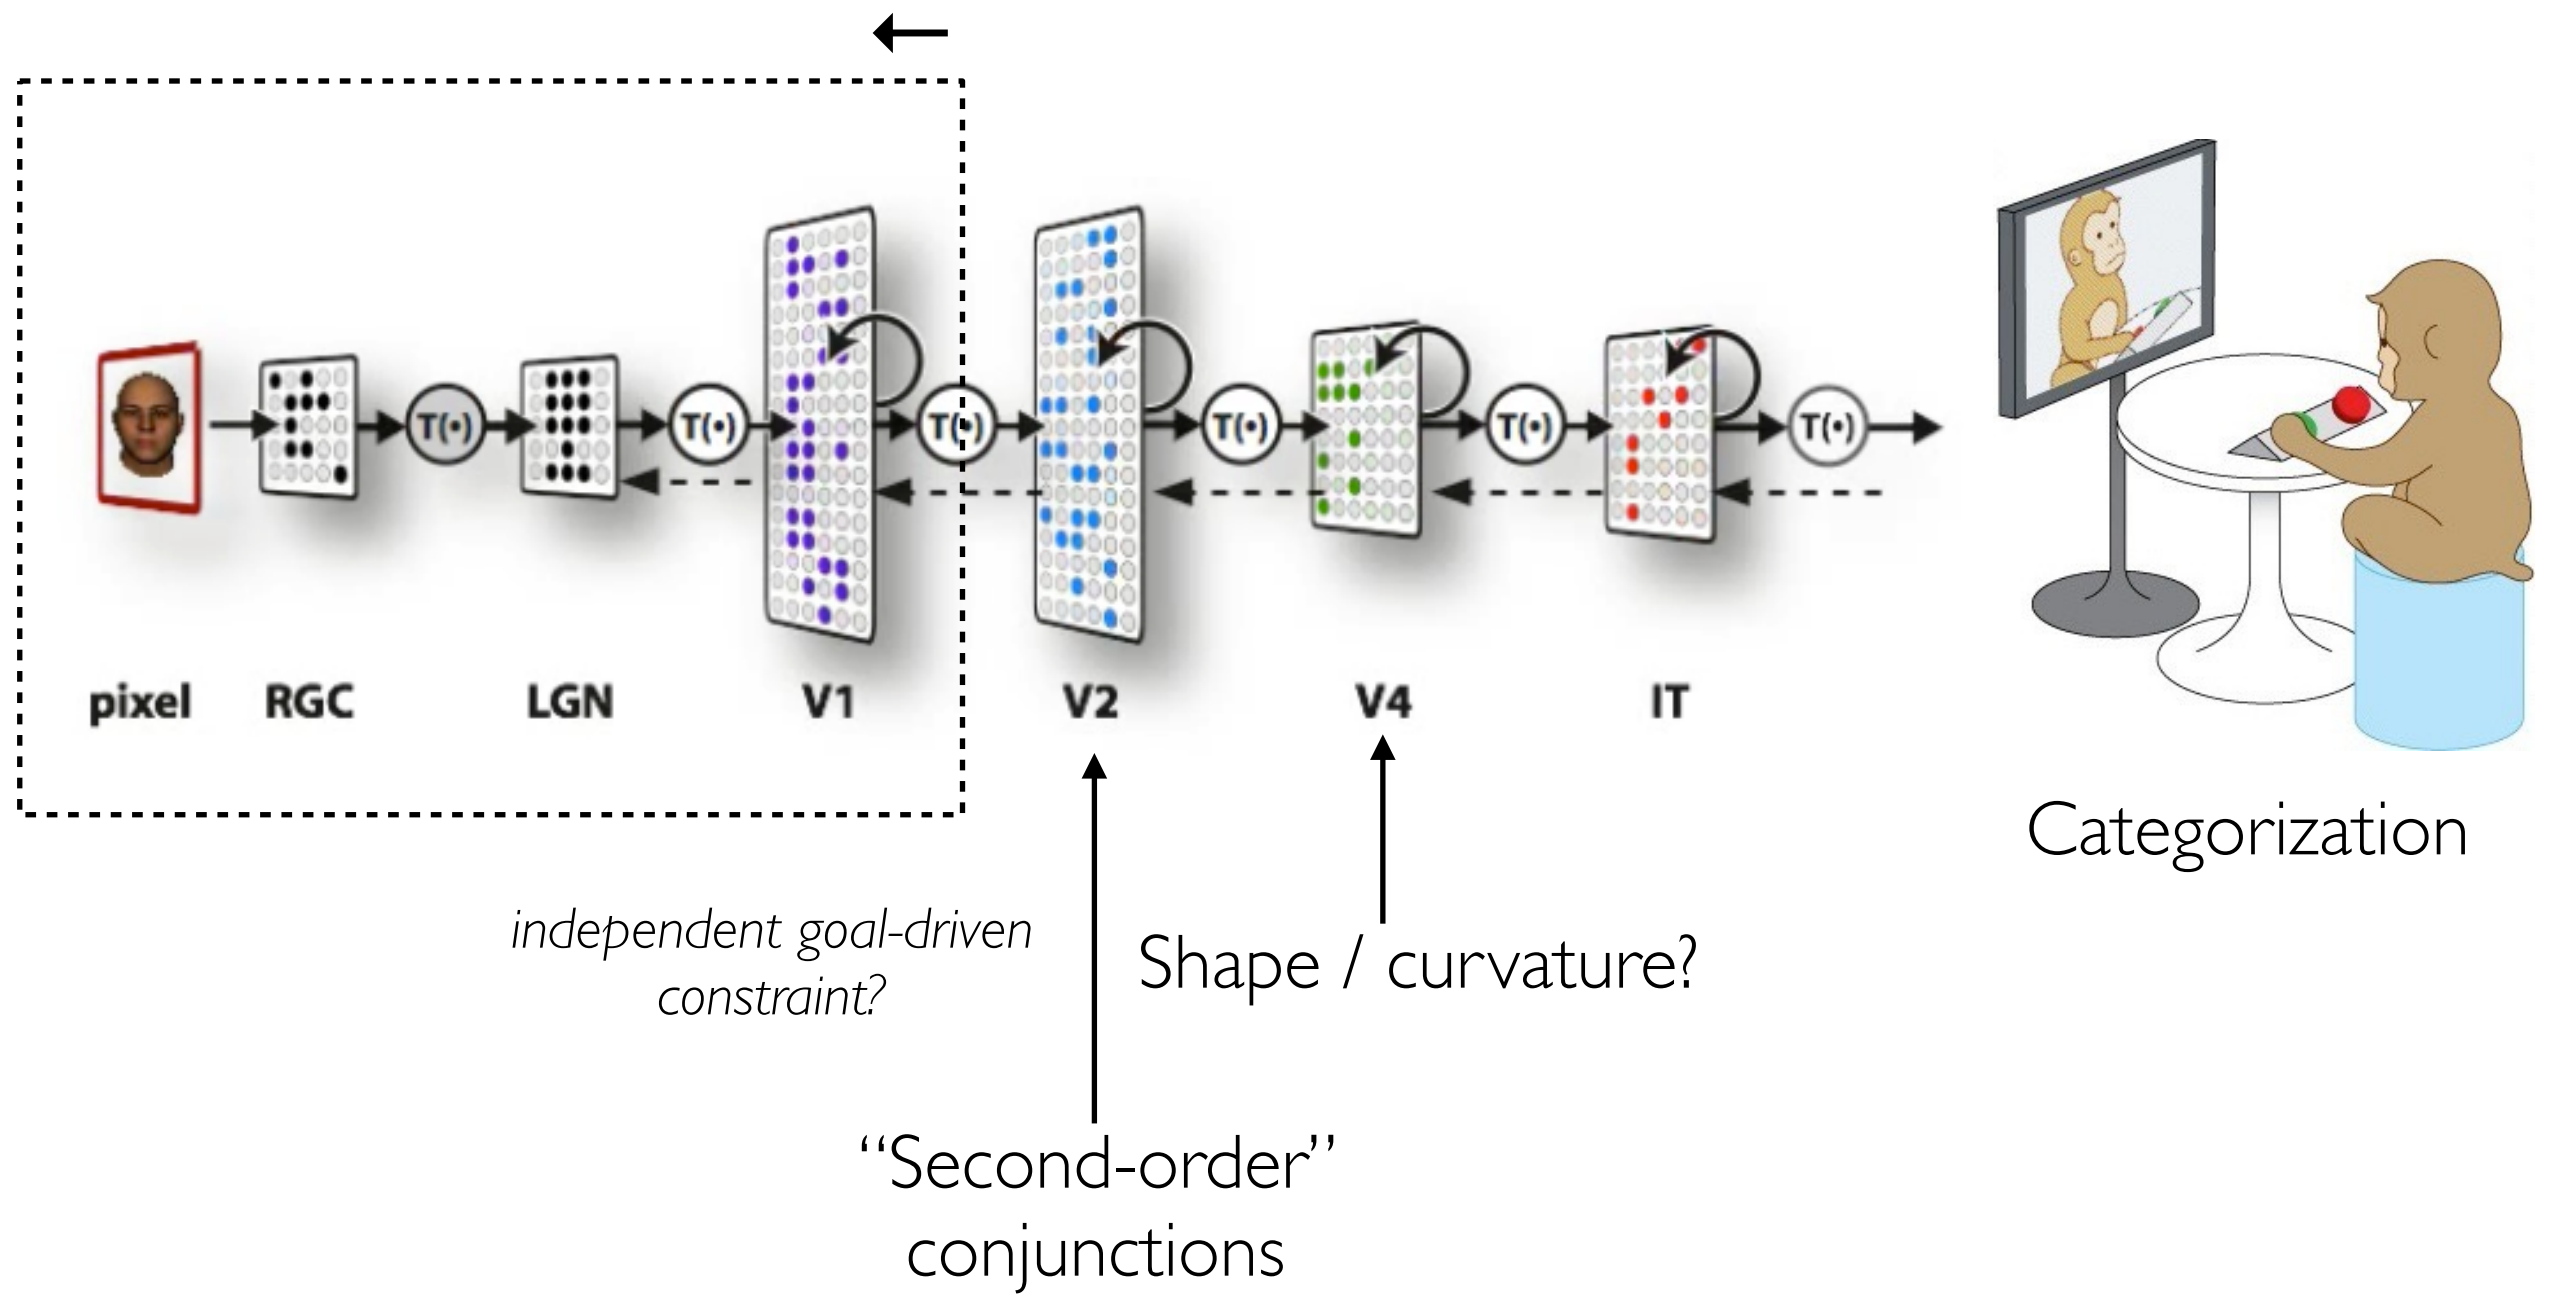 T(•) T(•) T(•) T(•) T(•) T(•)
pixel RGC LGN V1 V2 V4 IT
Categorization
independent goal-driven
constraint?
Shape / curvature?
“Second-order”
conjunctions